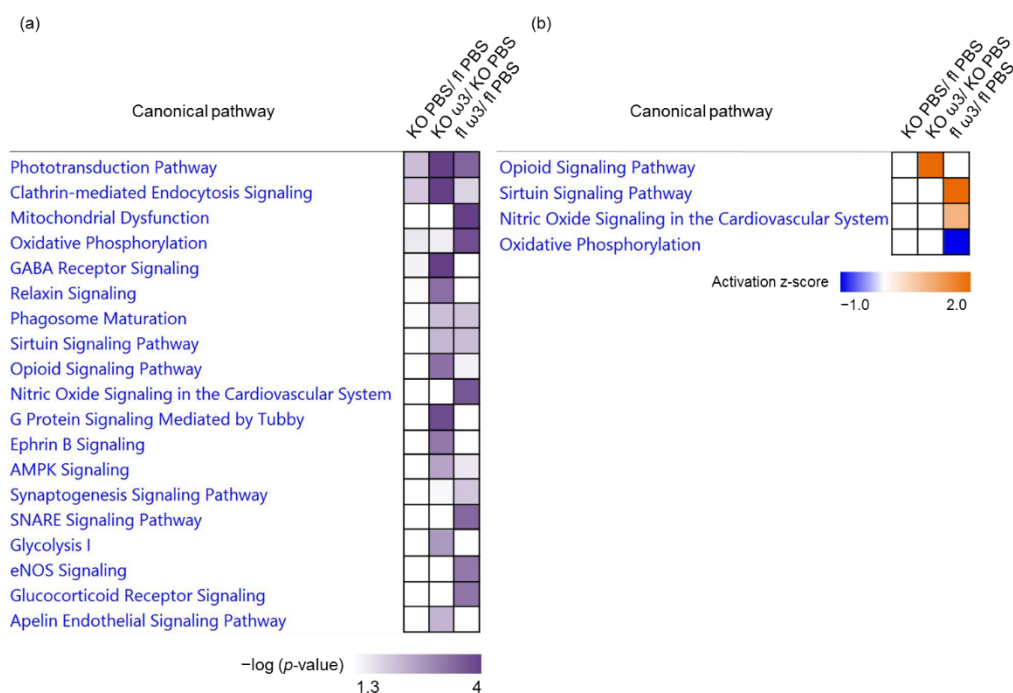 (a)
KO PBS/ fl PBS
KO ω3/ KO PBS
fl ω3/ fl PBS
Canonical pathway
Phototransduction Pathway
Clathrin-mediated Endocytosis Signaling
Mitochondrial Dysfunction
Oxidative Phosphorylation
GABA Receptor Signaling
Relaxin Signaling
Phagosome Maturation
Sirtuin Signaling Pathway
Opioid Signaling Pathway
Nitric Oxide Signaling in the Cardiovascular System
G Protein Signaling Mediated by Tubby
Ephrin B Signaling
AMPK Signaling
Synaptogenesis Signaling Pathway
SNARE Signaling Pathway
Glycolysis I
eNOS Signaling
Glucocorticoid Receptor Signaling
Apelin Endothelial Signaling Pathway
−log (p-value)
1.3 4
(b)
KO PBS/ fl PBS
KO ω3/ KO PBS
fl ω3/ fl PBS
Canonical pathway
Opioid Signaling Pathway
Sirtuin Signaling Pathway
Nitric Oxide Signaling in the Cardiovascular System
Oxidative Phosphorylation
Activation z-score
−1.0 2.0